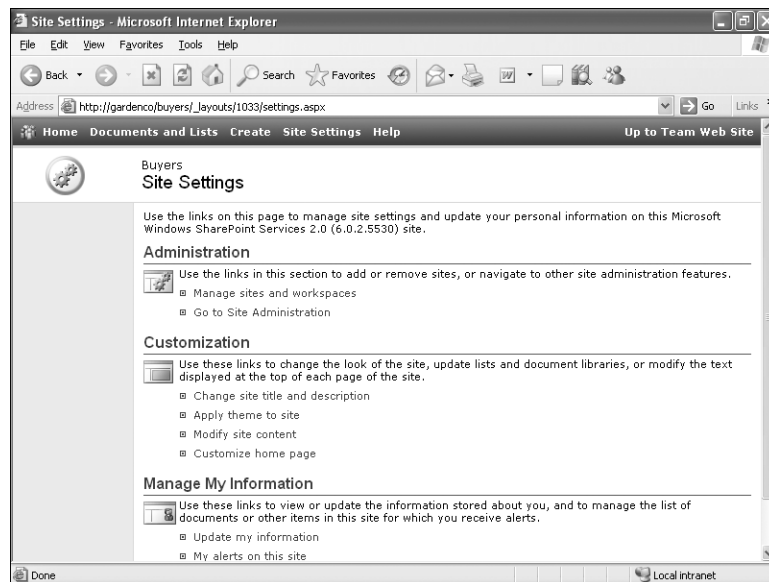 Site Settings - Microsoft Internet Explorer
File Edit View Favorites Tools Help
Back Search Favorites
Address http://gardenco/buyers/_layouts/1033/settings.aspx Go Links
Home Documents and Lists Create Site Settings Help Up to Team Web Site
Buyers
Site Settings
Use the links on this page to manage site settings and update your personal information on this Microsoft
Windows SharePoint Services 2.0 (6.0.2.5530) site.
Administration
Use the links in this section to add or remove sites, or navigate to other site administration features.
Manage sites and workspaces
Go to Site Administration
Customization
Use these links to change the look of the site, update lists and document libraries, or modify the text
displayed at the top of each page of the site.
Change site title and description
Apply theme to site
Modify site content
Customize home page
Manage My Information
Use these links to view or update the information stored about you, and to manage the list of
documents or other items in this site for which you receive alerts.
Update my information
My alerts on this site
Done Local intranet